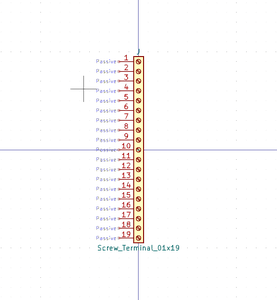 J
Passive 1
Passive 2
Passive 3
Passive 4
Passive 5
Passive 6
Passive 7
Passive 8
Passive 9
Passive 10
Passive 11
Passive 12
Passive 13
Passive 14
Passive 15
Passive 16
Passive 17
Passive 18
Passive 19
Screw_Terminal_01x19